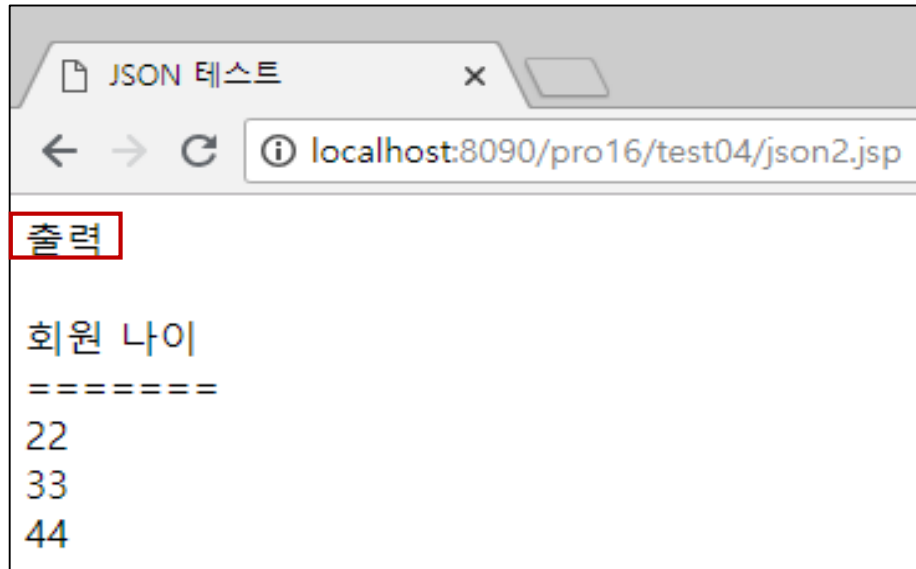 JSON 테스트
localhost:8090/pro16/test04/json2.jsp
출력
회원 나이
=======
22
33
44